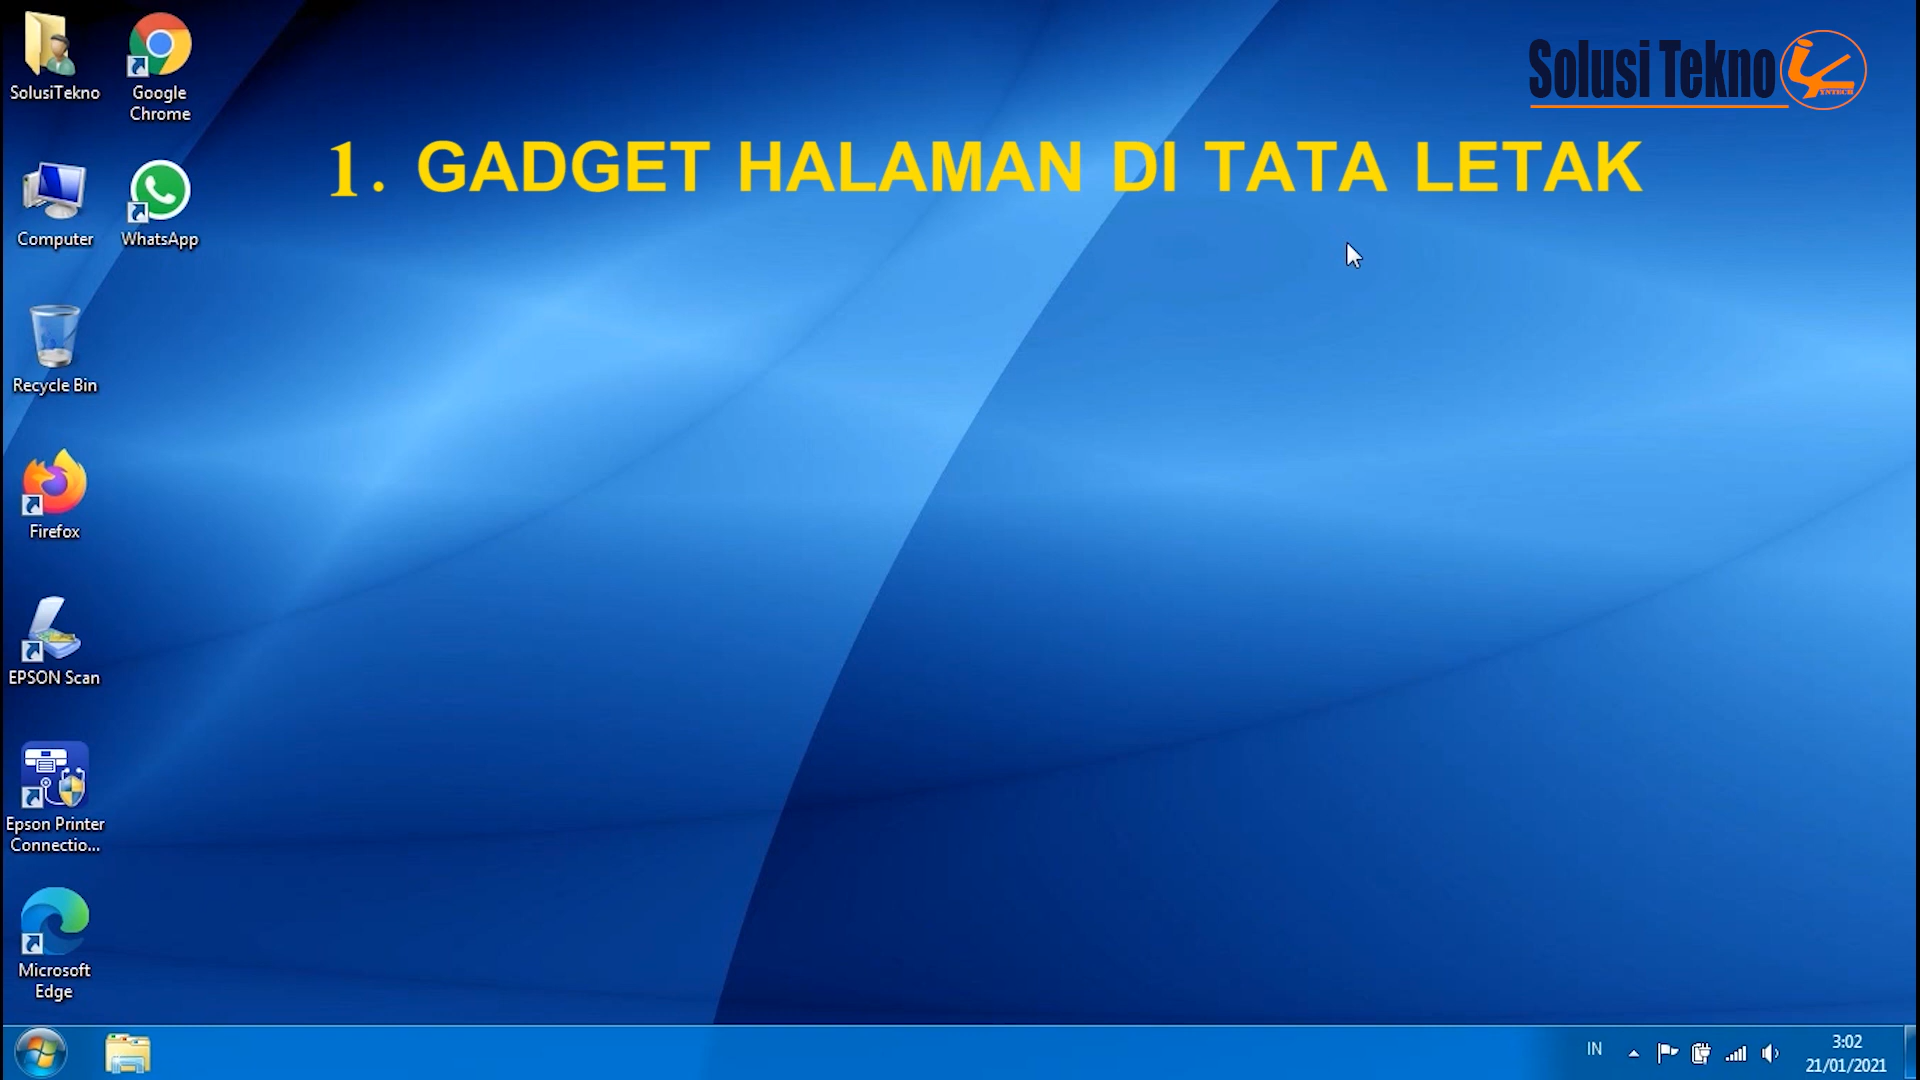 SolusiTekno
Google
Chrome
Solusi Tekno
YNTECH
1. GADGET HALAMAN DI TATA LETAK
Computer
WhatsApp
Recycle Bin
Firefox
EPSON Scan
Epson Printer
Connectio...
Microsoft
Edge
IN
3:02
21/01/2021